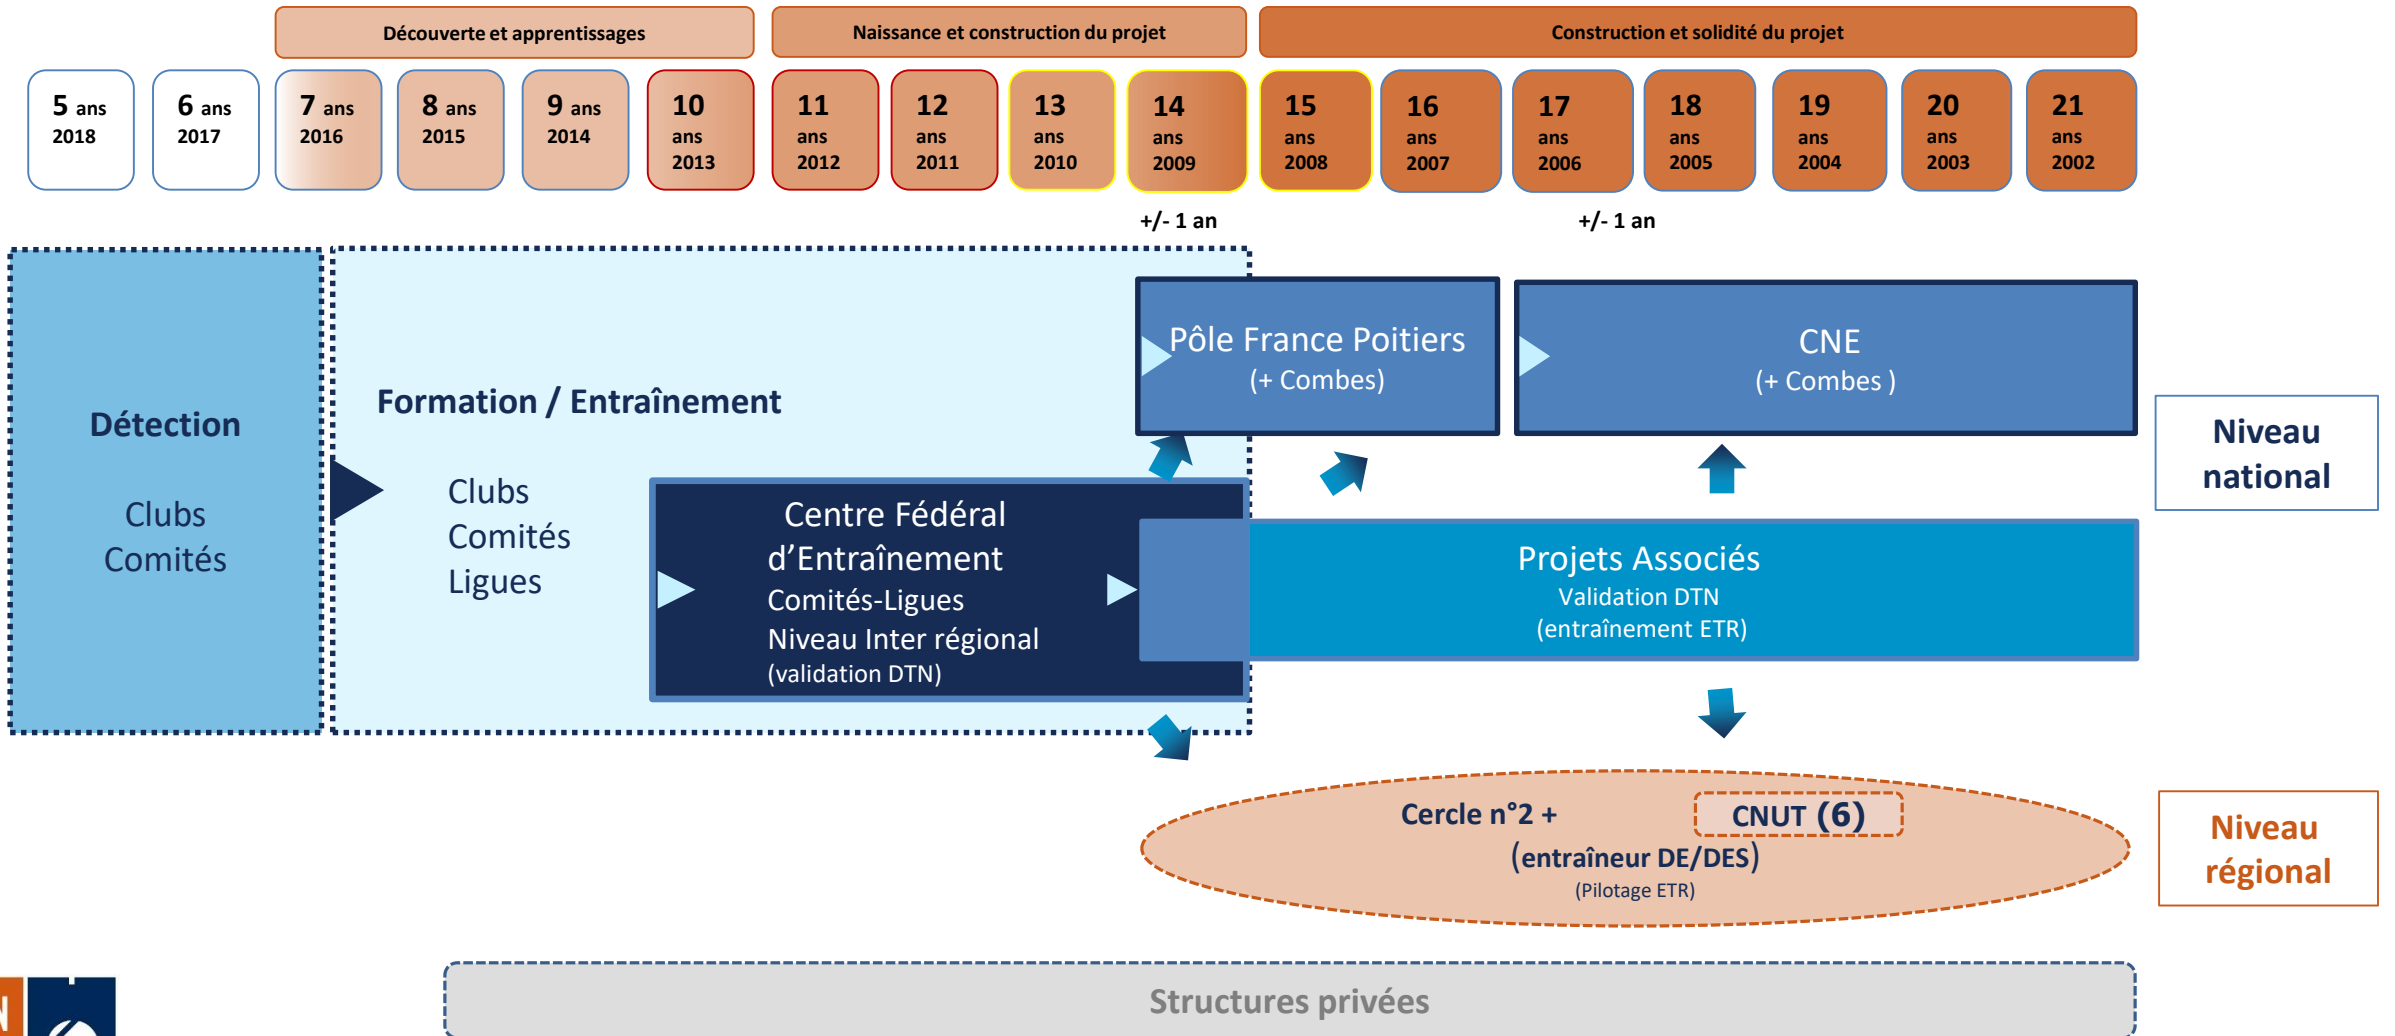 Découverte et apprentissages
Naissance et construction du projet
Construction et solidité du projet
5 ans
2018
6 ans
2017
7 ans
2016
8 ans
2015
9 ans
2014
10
ans
2013
11
ans
2012
12
ans
2011
13
ans
2010
14
ans
2009
15
ans
2008
16
ans
2007
17
ans
2006
18
ans
2005
19
ans
2004
20
ans
2003
21
ans
2002
+/- 1 an
+/- 1 an
Détection
Clubs
Comités
Formation / Entraînement
Clubs
Comités
Ligues
Centre Fédéral
d’Entraînement
Comités-Ligues
Niveau Inter régional
(validation DTN)
Pôle France Poitiers
(+ Combes)
CNE
(+ Combes )
Niveau
national
Projets Associés
Validation DTN
(entraînement ETR)
Cercle n°2 +
CNUT (6)
(entraîneur DE/DES)
(Pilotage ETR)
Niveau
régional
Structures privées
N